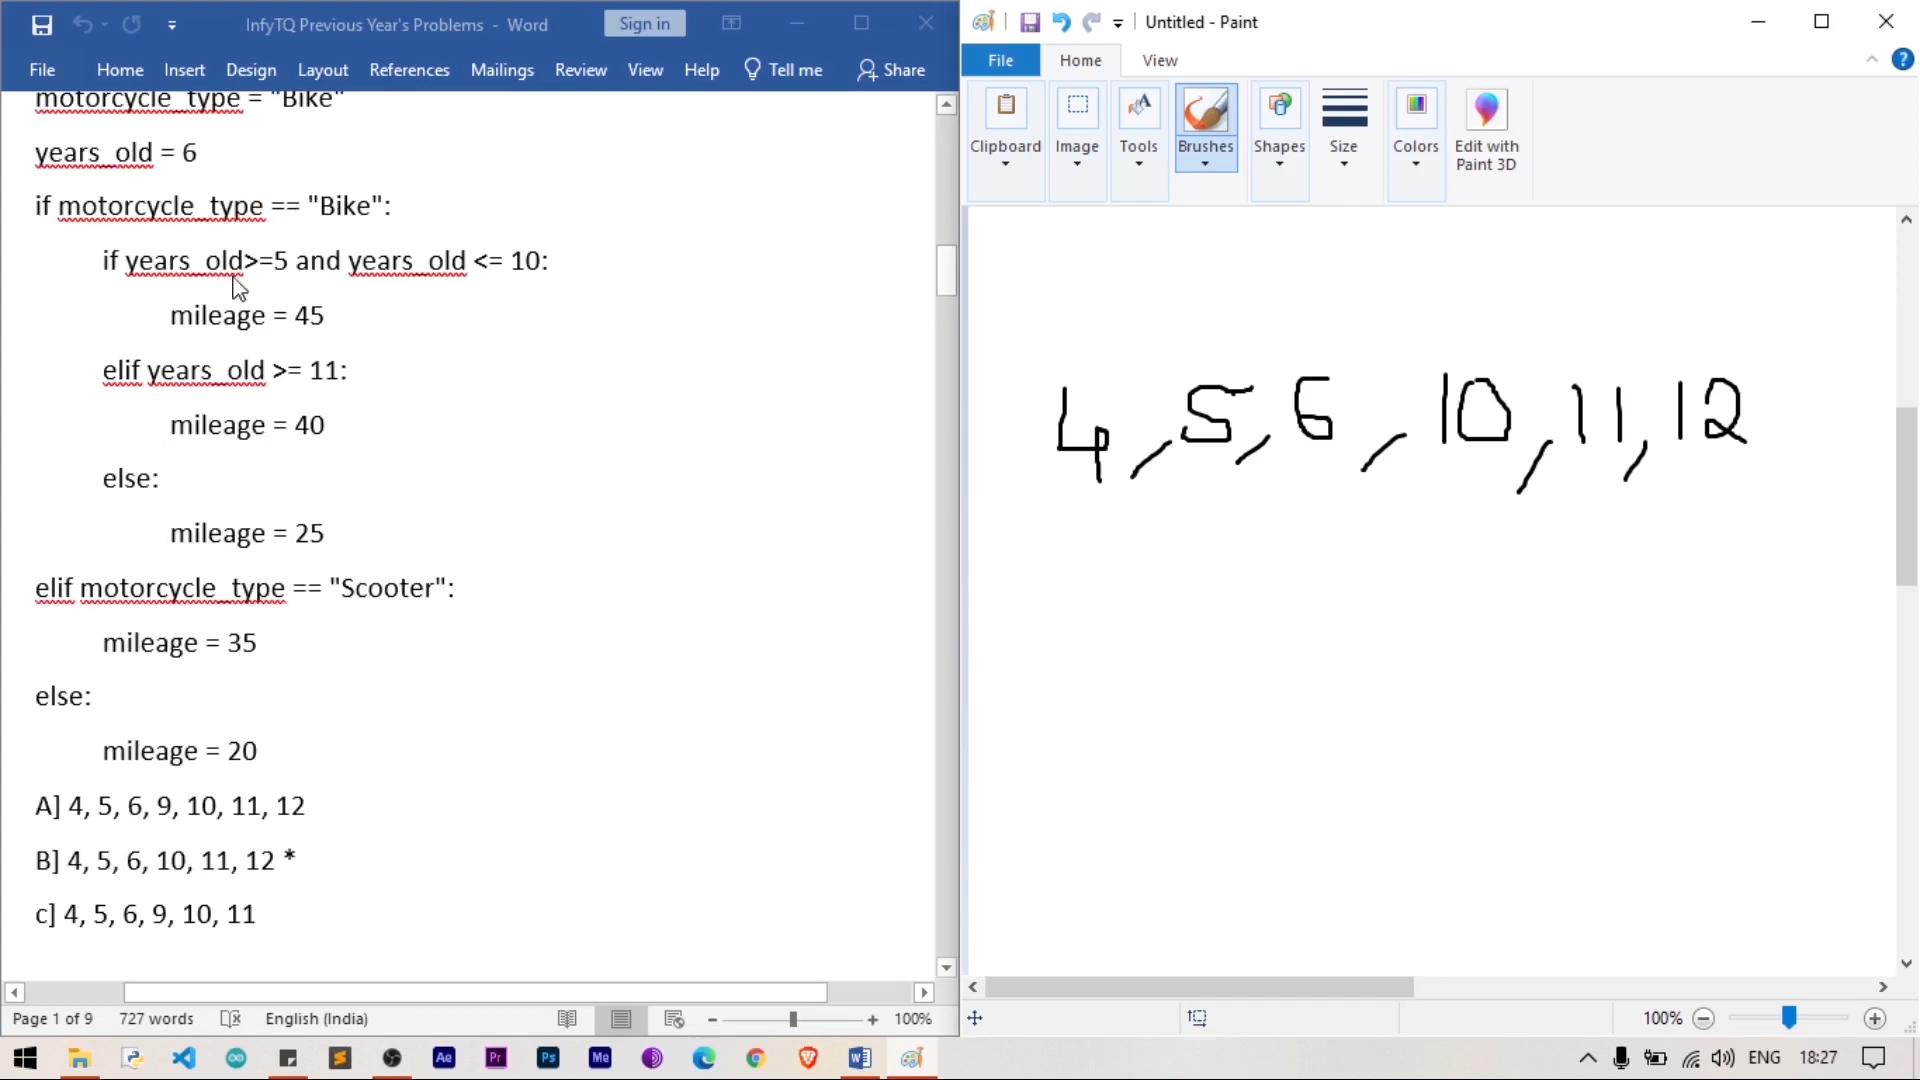 InfyTQ Previous Year's Problems - Word
Sign in
File Home Insert Design Layout References Mailings Review View Help Tell me Share
motorcycle_type = "Bike"
years_old = 6
if motorcycle_type == "Bike":
if years_old>=5 and years_old <= 10:
mileage = 45
elif years_old >= 11:
mileage = 40
else:
mileage = 25
elif motorcycle_type == "Scooter":
mileage = 35
else:
mileage = 20
A] 4, 5, 6, 9, 10, 11, 12
B] 4, 5, 6, 10, 11, 12 *
c] 4, 5, 6, 9, 10, 11
Page 1 of 9 727 words English (India) 100%
Untitled - Paint
File Home View
Clipboard Image Tools Brushes Shapes Size Colors Edit with
Paint 3D
4, 5, 6, 10, 11, 12
100%
Ae Pr Ps Me
ENG 18:27